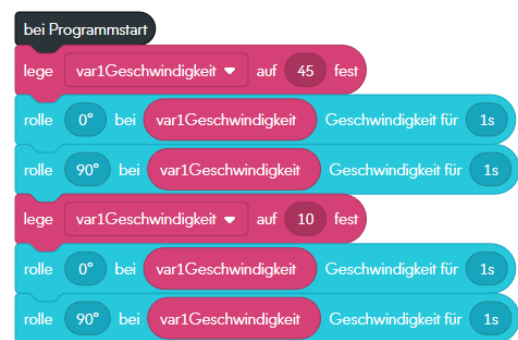 bei Programmstart
lege var1Geschwindigkeit auf 45 fest
rolle 0° bei var1Geschwindigkeit Geschwindigkeit für 1s
rolle 90° bei var1Geschwindigkeit Geschwindigkeit für 1s
lege var1Geschwindigkeit auf 10 fest
rolle 0° bei var1Geschwindigkeit Geschwindigkeit für 1s
rolle 90° bei var1Geschwindigkeit Geschwindigkeit für 1s